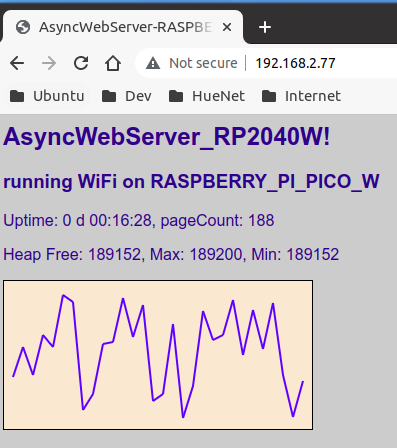 AsyncWebServer-RASPBE
Not secure 192.168.2.77
Ubuntu Dev HueNet Internet
AsyncWebServer_RP2040W!
running WiFi on RASPBERRY_PI_PICO_W
Uptime: 0 d 00:16:28, pageCount: 188
Heap Free: 189152, Max: 189200, Min: 189152